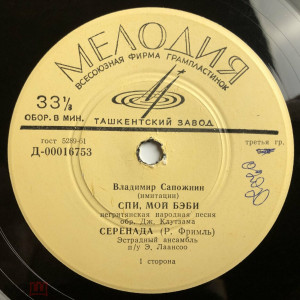 МЕЛОДИЯ
ВСЕСОЮЗНАЯ ФИРМА ГРАМПЛАСТИНОК
33⅓
ОБОР. В МИН.
ТАШКЕНТСКИЙ ЗАВОД
гост 5289-61
третья гр.
Д-00016753
Владимир Сапожнин
(имитации)
СПИ, МОЙ БЭБИ
негритянская народная песня
обр. Дж. Клутзама
СЕРЕНАДА (Р. Фримль)
Эстрадный ансамбль
п/у Э. Лаансоо
1 сторона